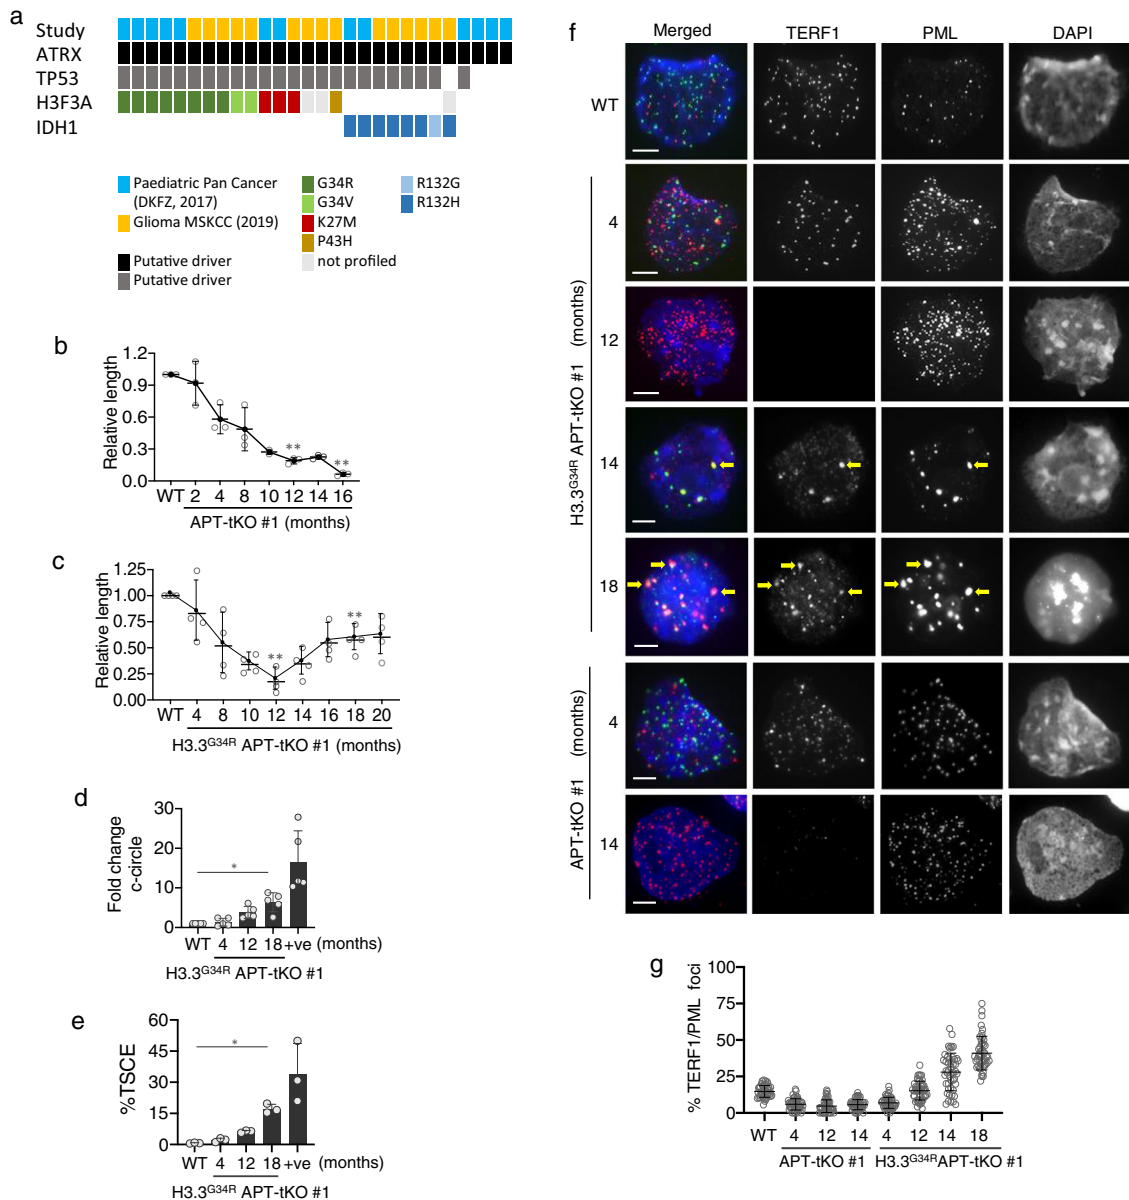 a
Study
ATRX
TP53
H3F3A
IDH1
Paediatric Pan Cancer
(DKFZ, 2017)
Glioma MSKCC (2019)
Putative driver
Putative driver
G34R
G34V
K27M
P43H
not profiled
R132G
R132H
b
Relative length
1.2
0.9
0.6
0.3
0.0
**
**
WT 2 4 8 10 12 14 16
APT-tKO #1 (months)
c
Relative length
1.25
1.00
0.75
0.50
0.25
0.00
**
**
WT 4 8 10 12 14 16 18 20
H3.3G34R APT-tKO #1 (months)
d
Fold change
c-circle
30
20
10
0
*
WT 4 12 18 +ve (months)
H3.3G34R APT-tKO #1
e
%TSCE
60
45
30
15
0
*
WT 4 12 18 +ve (months)
H3.3G34R APT-tKO #1
f
Merged TERF1 PML DAPI
WT
H3.3G34R APT-tKO #1 (months)
4
12
14
18
APT-tKO #1 (months)
4
14
g
% TERF1/PML foci
100
75
50
25
0
WT 4 12 14 4 12 14 18
APT-tKO #1 H3.3G34RAPT-tKO #1